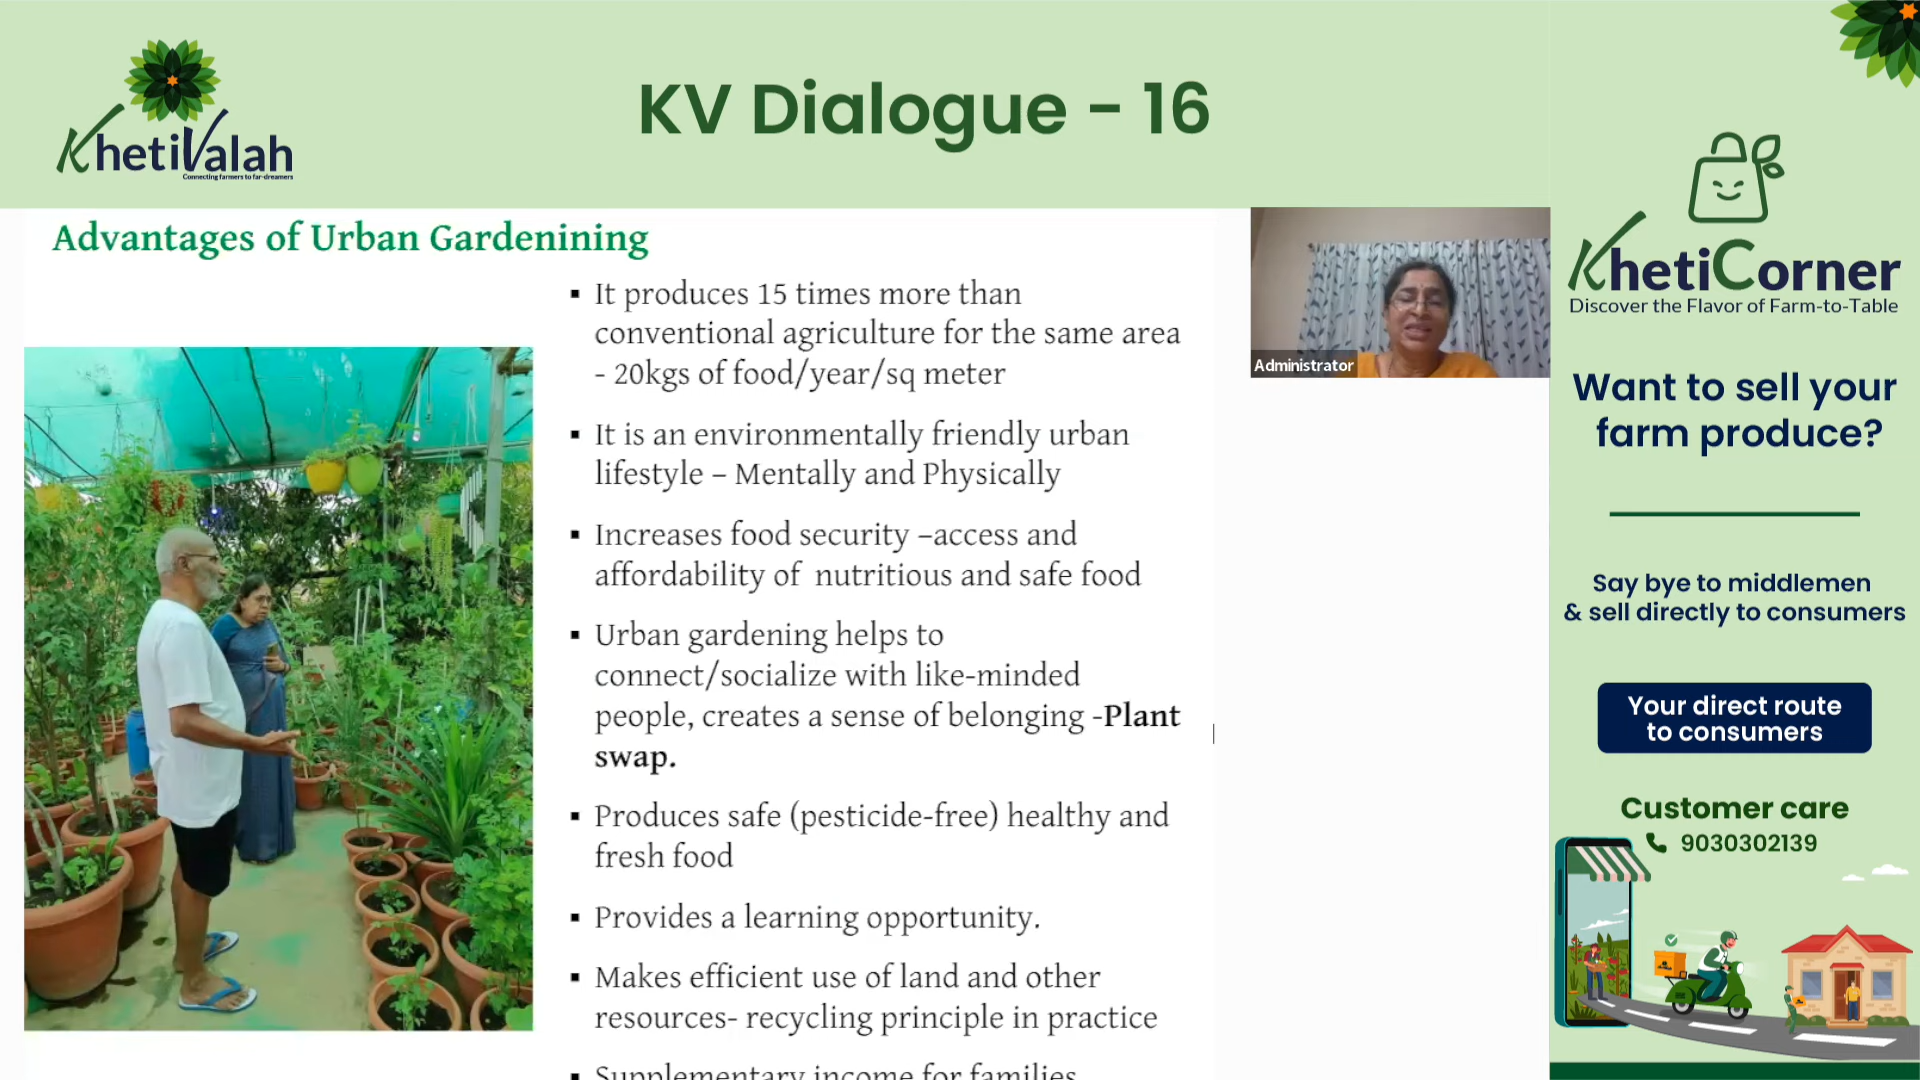 KhetiValah
Connecting farmers to far-dreamers
KV Dialogue - 16
Advantages of Urban Gardenining
▪ It produces 15 times more than
conventional agriculture for the same area
- 20kgs of food/year/sq meter
▪ It is an environmentally friendly urban
lifestyle – Mentally and Physically
▪ Increases food security –access and
affordability of nutritious and safe food
▪ Urban gardening helps to
connect/socialize with like-minded
people, creates a sense of belonging -Plant
swap.
▪ Produces safe (pesticide-free) healthy and
fresh food
▪ Provides a learning opportunity.
▪ Makes efficient use of land and other
resources- recycling principle in practice
▪ Supplementary income for families
Administrator
KhetiCorner
Discover the Flavor of Farm-to-Table
Want to sell your
farm produce?
Say bye to middlemen
& sell directly to consumers
Your direct route
to consumers
Customer care
9030302139